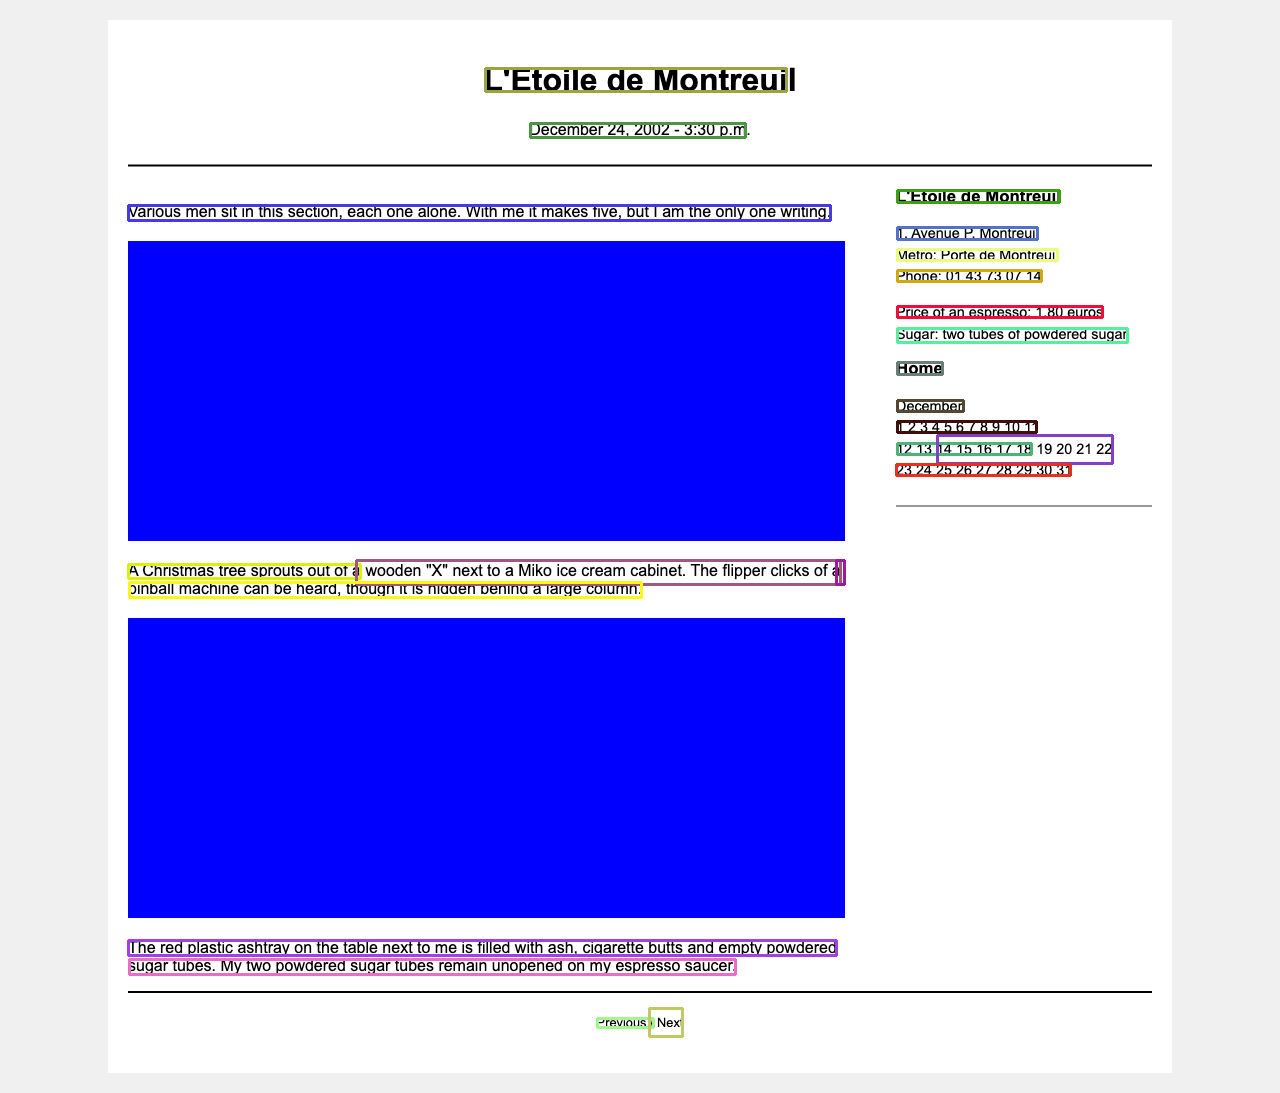 L'Etoile de Montreuil
December 24, 2002 - 3:30 p.m.
Various men sit in this section, each one alone. With me it makes five, but I am the only one writing.
A Christmas tree sprouts out of a wooden "X" next to a Miko ice cream cabinet. The flipper clicks of a
pinball machine can be heard, though it is hidden behind a large column.
The red plastic ashtray on the table next to me is filled with ash, cigarette butts and empty powdered
sugar tubes. My two powdered sugar tubes remain unopened on my espresso saucer.
L'Etoile de Montreuil
1, Avenue P. Montreuil
Metro: Porte de Montreuil
Phone: 01 43 73 07 14
Price of an espresso: 1.80 euros
Sugar: two tubes of powdered sugar
Home
December
1 2 3 4 5 6 7 8 9 10 11
12 13 14 15 16 17 18 19 20 21 22
23 24 25 26 27 28 29 30 31
Previous Next